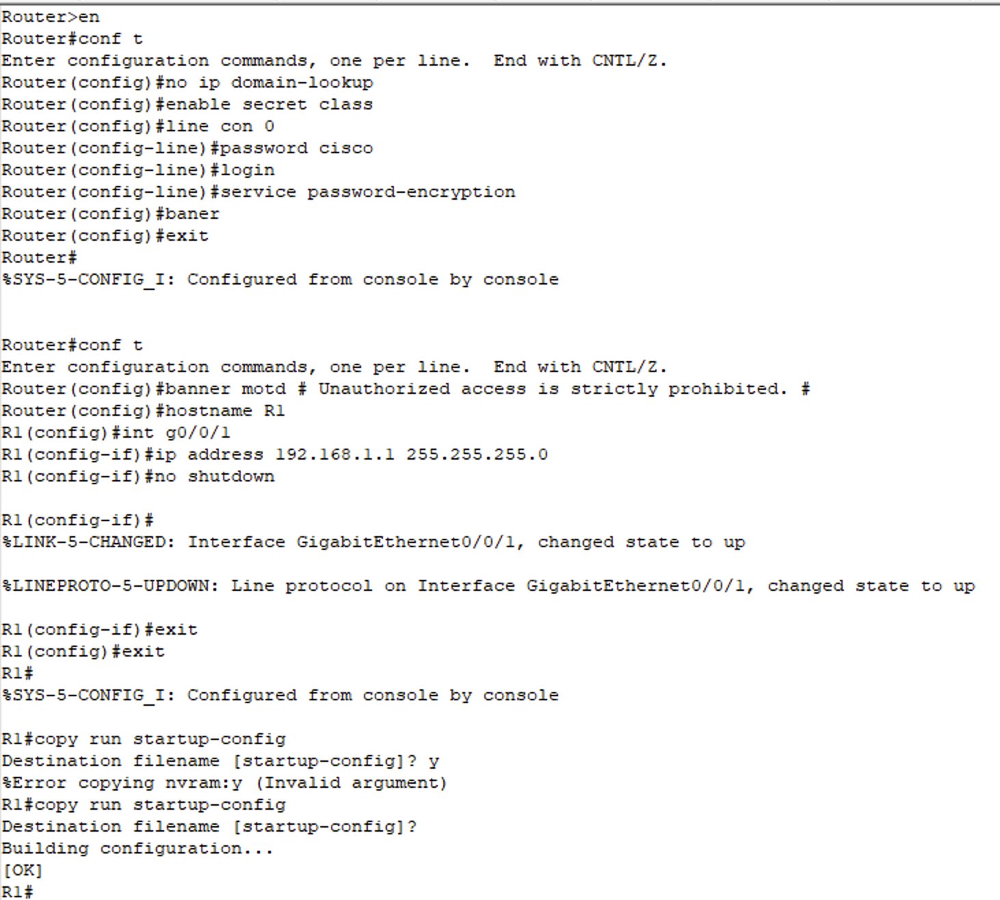 Router>en
Router#conf t
Enter configuration commands, one per line.  End with CNTL/Z.
Router(config)#no ip domain-lookup
Router(config)#enable secret class
Router(config)#line con 0
Router(config-line)#password cisco
Router(config-line)#login
Router(config-line)#service password-encryption
Router(config)#baner
Router(config)#exit
Router#
%SYS-5-CONFIG_I: Configured from console by console
Router#conf t
Enter configuration commands, one per line.  End with CNTL/Z.
Router(config)#banner motd # Unauthorized access is strictly prohibited. #
Router(config)#hostname R1
R1(config)#int g0/0/1
R1(config-if)#ip address 192.168.1.1 255.255.255.0
R1(config-if)#no shutdown
R1(config-if)#
%LINK-5-CHANGED: Interface GigabitEthernet0/0/1, changed state to up
%LINEPROTO-5-UPDOWN: Line protocol on Interface GigabitEthernet0/0/1, changed state to up
R1(config-if)#exit
R1(config)#exit
R1#
%SYS-5-CONFIG_I: Configured from console by console
R1#copy run startup-config
Destination filename [startup-config]? y
%Error copying nvram:y (Invalid argument)
R1#copy run startup-config
Destination filename [startup-config]?
Building configuration...
[OK]
R1#